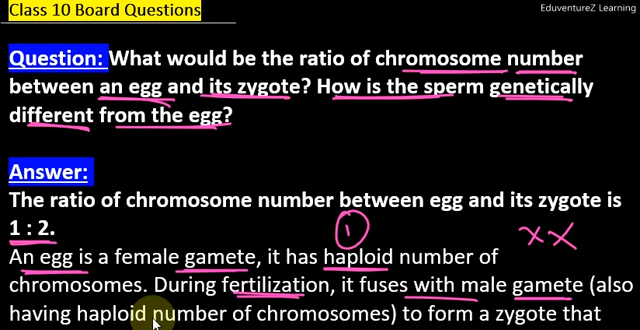 Class 10 Board Questions
EduventureZ Learning
Question: What would be the ratio of chromosome number
between an egg and its zygote? How is the sperm genetically
different from the egg?
Answer:
The ratio of chromosome number between egg and its zygote is
1 : 2.
1
XX
An egg is a female gamete, it has haploid number of
chromosomes. During fertilization, it fuses with male gamete (also
having haploid number of chromosomes) to form a zygote that